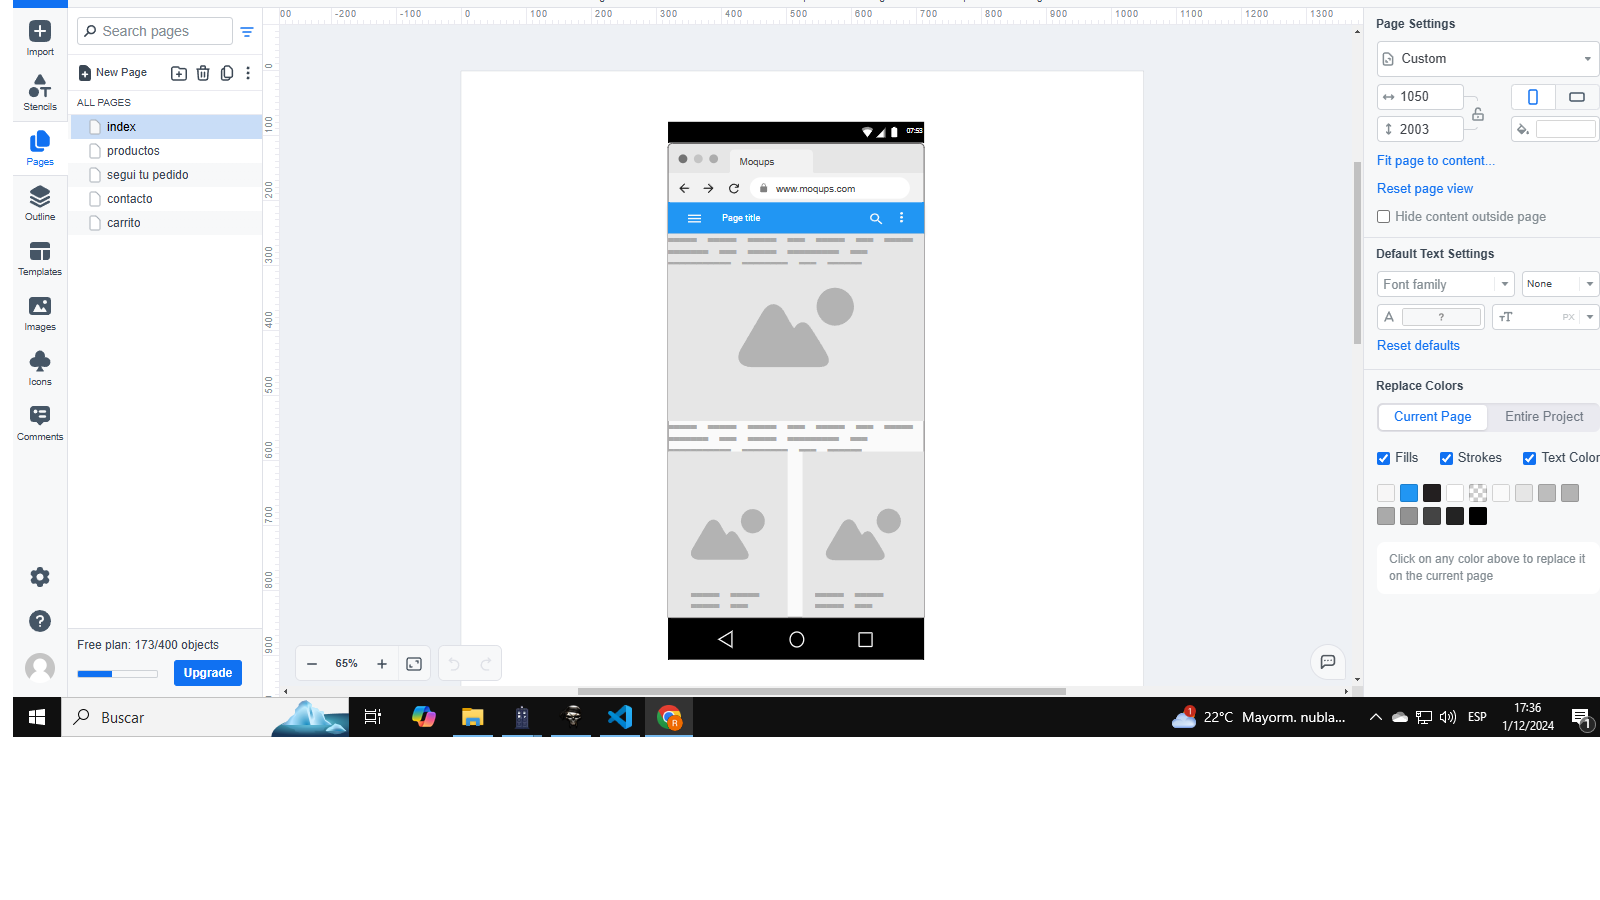 Import
Stencils
Pages
Outline
Templates
Images
Icons
Comments
Search pages
New Page
ALL PAGES
index
productos
segui tu pedido
contacto
carrito
Free plan: 173/400 objects
Upgrade
00 -200 -100 0 100 200 300 400 500 600 700 800 900 1000 1100 1200 1300
0
100
200
300
400
500
600
700
800
900
07:53
Moqups
www.moqups.com
Page title
65%
Page Settings
Custom
1050
2003
Fit page to content...
Reset page view
Hide content outside page
Default Text Settings
Font family
None
A ?
тT PX
Reset defaults
Replace Colors
Current Page Entire Project
Fills Strokes Text Color
Click on any color above to replace it
on the current page
Buscar
R
1
22°C Mayorm. nubla...
ESP
17:36
1/12/2024
1